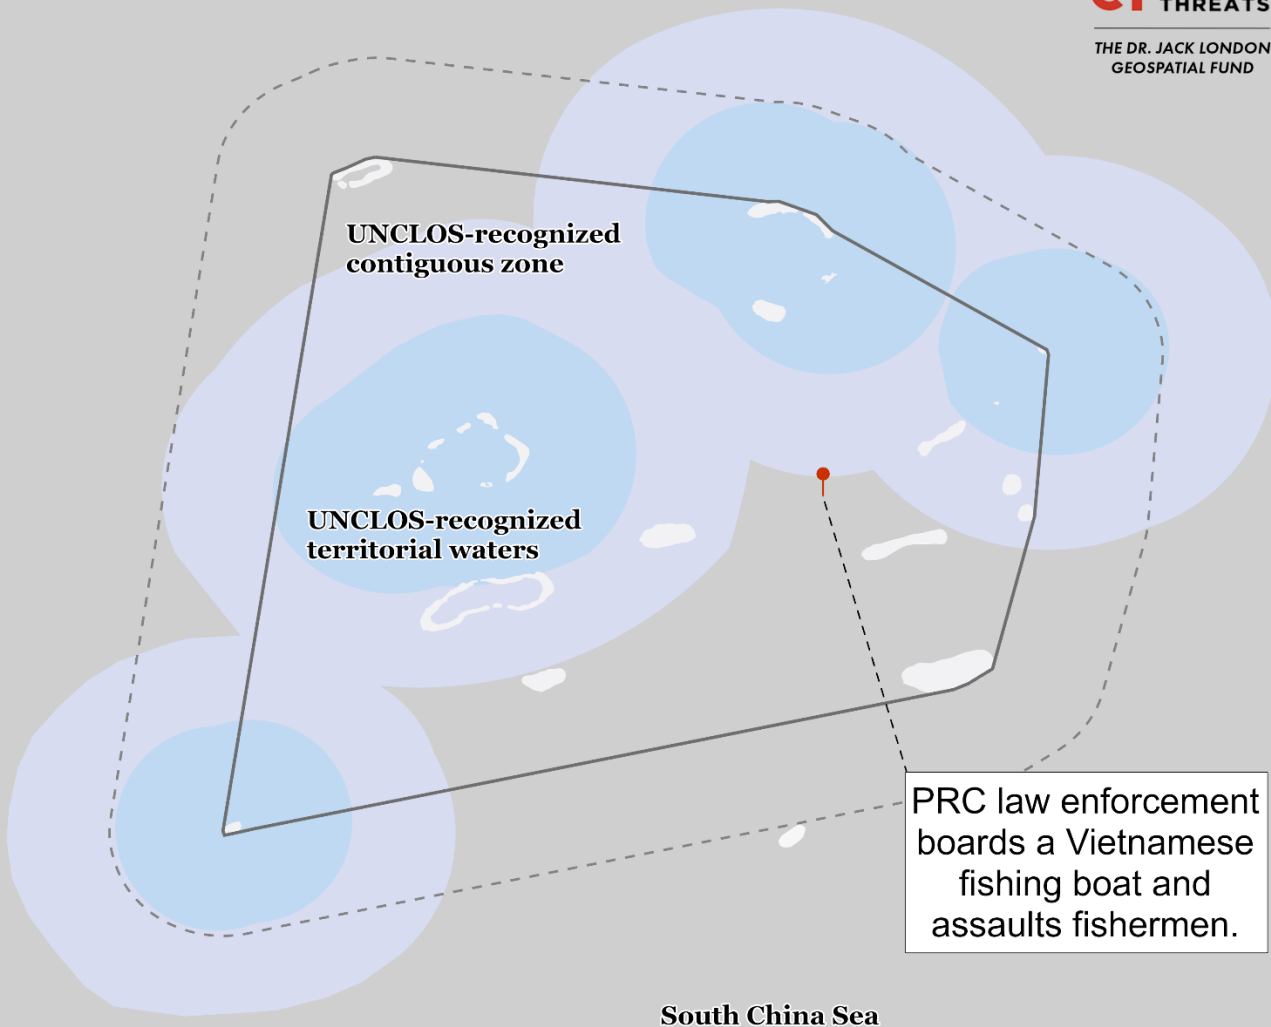 THREATS
THE DR. JACK LONDON
GEOSPATIAL FUND
UNCLOS-recognized
contiguous zone
UNCLOS-recognized
territorial waters
PRC law enforcement
boards a Vietnamese
fishing boat and
assaults fishermen.
South China Sea